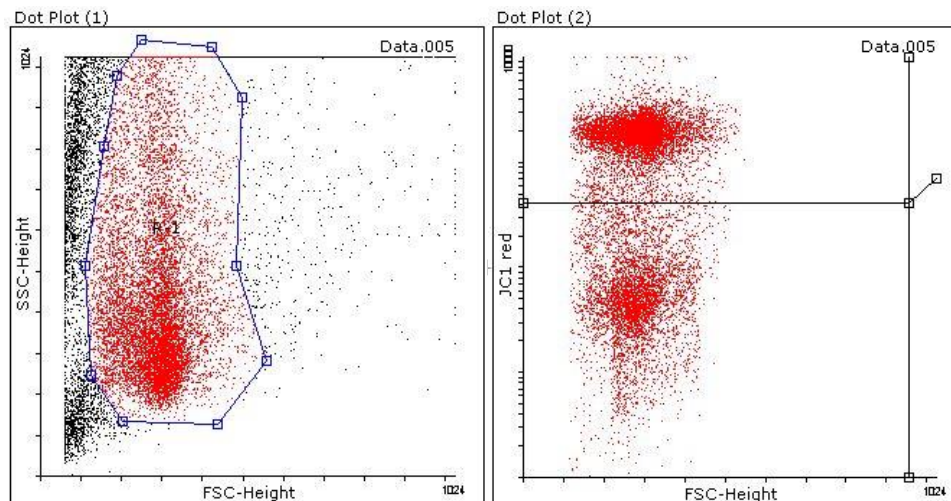 Dot Plot (1)
Data.005
1024
SSC-Height
R-1
FSC-Height
1024
Dot Plot (2)
Data.005
JC1 red
FSC-Height
1024